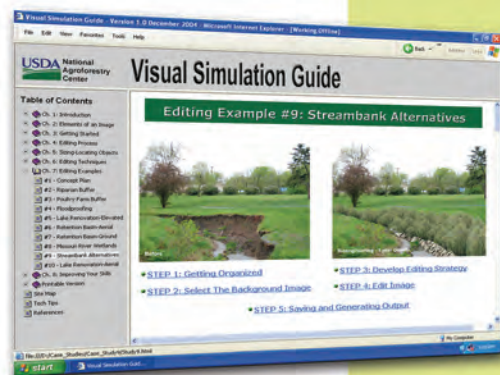 Visual Simulation Guide - Version 1.0 December 2004 - Microsoft Internet Explorer - [Working Offline]
File Edit View Favorites Tools Help
Back
USDA National
Agroforestry
Center
Visual Simulation Guide
Table of Contents
Ch. 1: Introduction
Ch. 2: Elements of an Image
Ch. 3: Getting Started
Ch. 4: Editing Process
Ch. 5: Sizing-Locating Objects
Ch. 6: Editing Techniques
Ch. 7: Editing Examples
#1 - Concept Plan
#2 - Riparian Buffer
#3 - Poultry Farm Buffer
#4 - Floodproofing
#5 - Lake Renovation-Elevated
#6 - Retention Basin-Aerial
#7 - Retention Basin-Ground
#8 - Missouri River Wetlands
#9 - Streambank Alternatives
#10 - Lake Renovation-Aerial
Ch. 8: Improving Your Skills
Printable Version
Site Map
Tech Tips
References
Editing Example #9: Streambank Alternatives
Before
STEP 1: Getting Organized
STEP 2: Select The Background Image
STEP 3: Develop Editing Strategy
STEP 4: Edit Image
STEP 5: Saving and Generating Output
My Computer
start
Visual Simulation Guid...